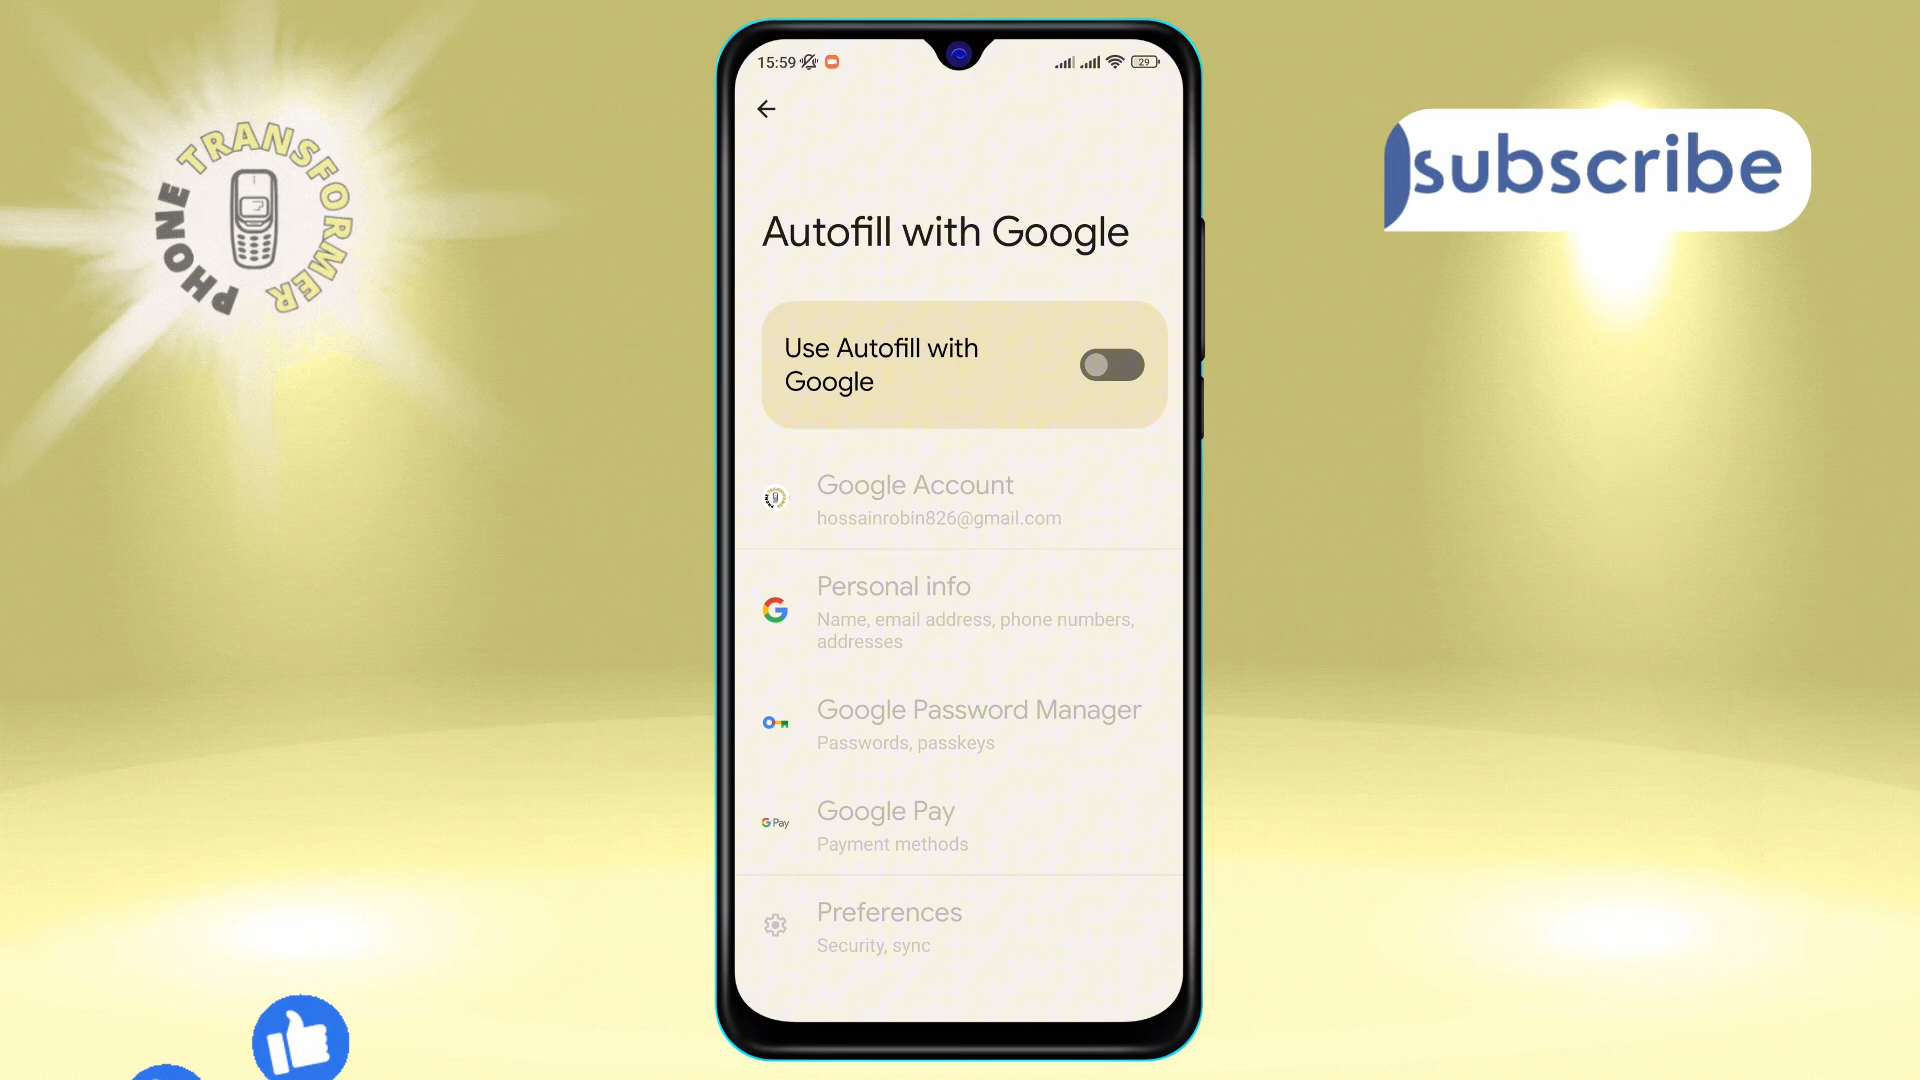 PHONE TRANSFORMER
subscribe
15:59
29
Autofill with Google
Use Autofill with
Google
Google Account
hossainrobin826@gmail.com
Personal info
Name, email address, phone numbers,
addresses
Google Password Manager
Passwords, passkeys
G Pay
Google Pay
Payment methods
Preferences
Security, sync